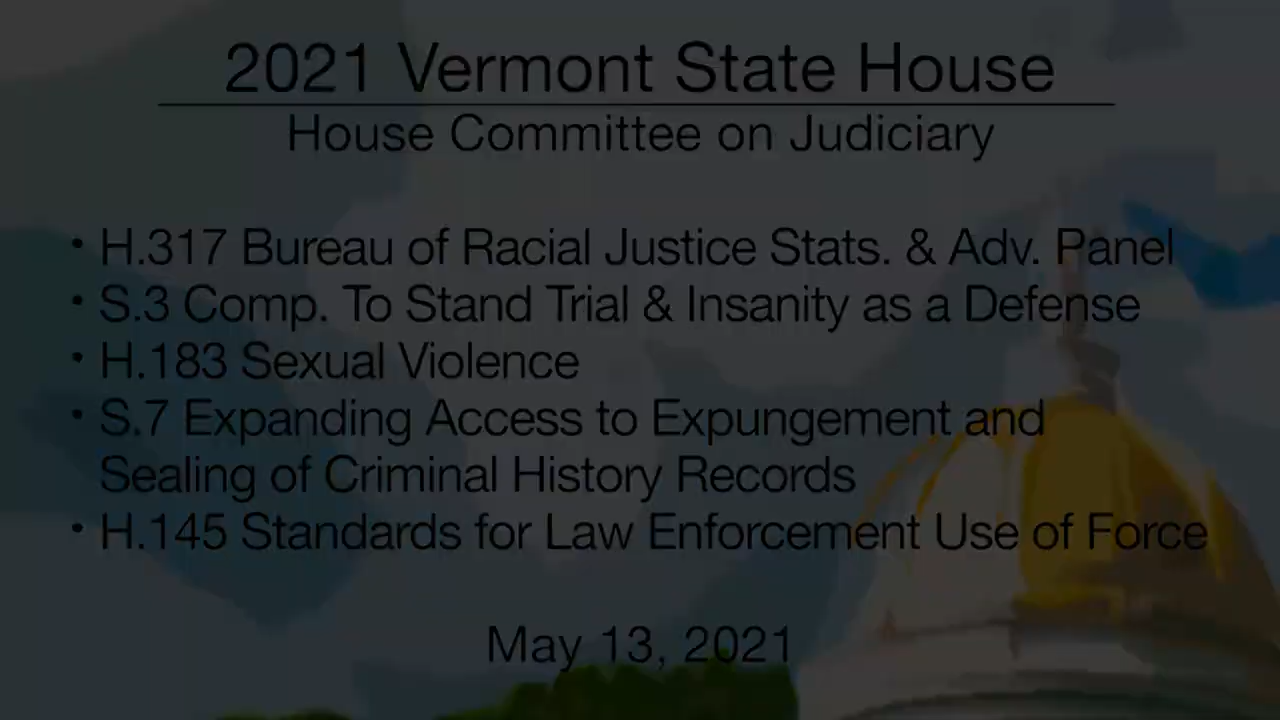 2021 Vermont State House
House Committee on Judiciary
• H.317 Bureau of Racial Justice Stats. & Adv. Panel
• S.3 Comp. To Stand Trial & Insanity as a Defense
• H.183 Sexual Violence
• S.7 Expanding Access to Expungement and
Sealing of Criminal History Records
• H.145 Standards for Law Enforcement Use of Force
May 13, 2021